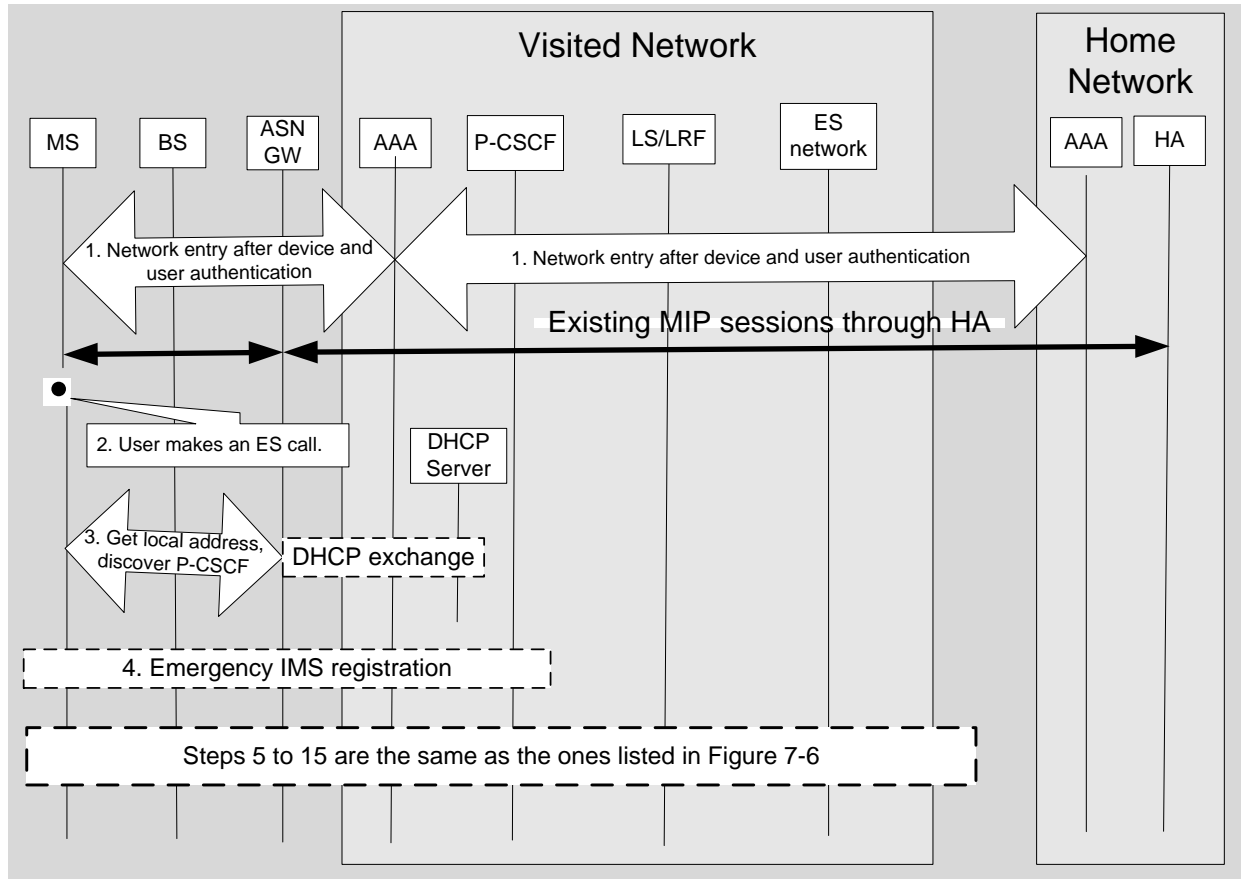 Visited Network
Home
Network
MS
BS
ASN
GW
AAA
P-CSCF
LS/LRF
ES
network
AAA
HA
1. Network entry after device and
user authentication
1. Network entry after device and user authentication
Existing MIP sessions through HA
2. User makes an ES call.
DHCP
Server
3. Get local address,
discover P-CSCF
DHCP exchange
4. Emergency IMS registration
Steps 5 to 15 are the same as the ones listed in Figure 7-6